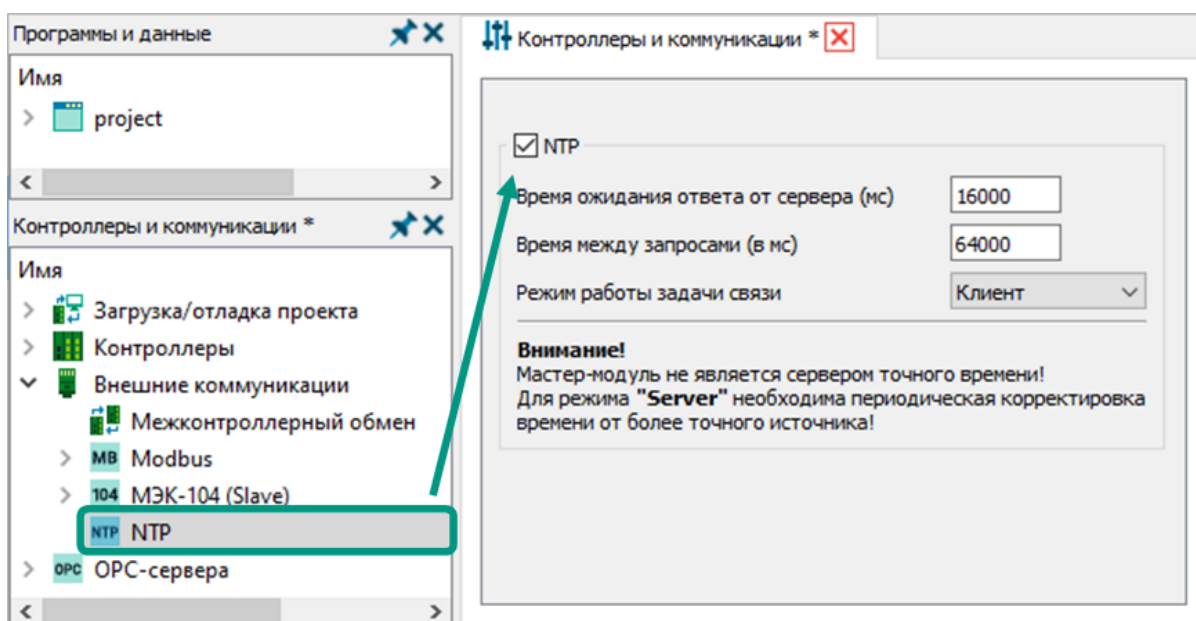 Программы и данные
Имя
project
Контроллеры и коммуникации *
Имя
Загрузка/отладка проекта
Контроллеры
Внешние коммуникации
Межконтроллерный обмен
MB Modbus
104 МЭК-104 (Slave)
NTP NTP
OPC OPC-сервера
Контроллеры и коммуникации *
NTP
Время ожидания ответа от сервера (мс) 16000
Время между запросами (в мс) 64000
Режим работы задачи связи Клиент
Внимание!
Мастер-модуль не является сервером точного времени!
Для режима "Server" необходима периодическая корректировка
времени от более точного источника!